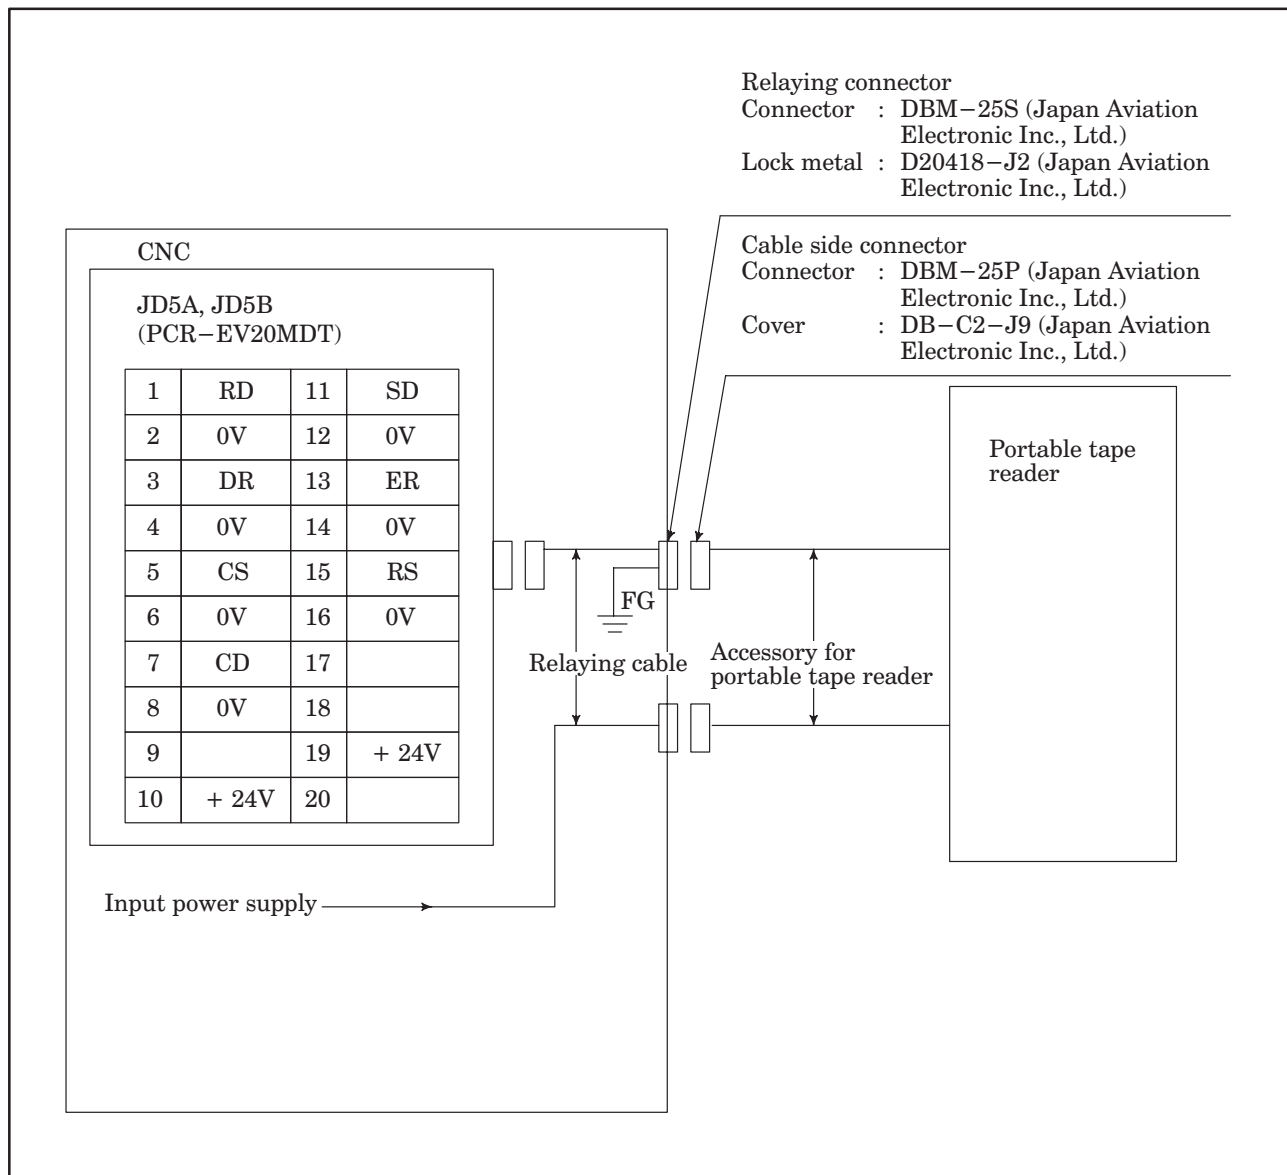 Relaying connector
Connector : DBM−25S (Japan Aviation
Electronic Inc., Ltd.)
Lock metal : D20418−J2 (Japan Aviation
Electronic Inc., Ltd.)
Cable side connector
Connector : DBM−25P (Japan Aviation
Electronic Inc., Ltd.)
Cover : DB−C2−J9 (Japan Aviation
Electronic Inc., Ltd.)
CNC
JD5A, JD5B
(PCR−EV20MDT)
1 RD 11 SD
2 0V 12 0V
3 DR 13 ER
4 0V 14 0V
5 CS 15 RS
6 0V 16 0V
7 CD 17
8 0V 18
9 19 + 24V
10 + 24V 20
FG
Relaying cable
Accessory for
portable tape reader
Portable tape
reader
Input power supply